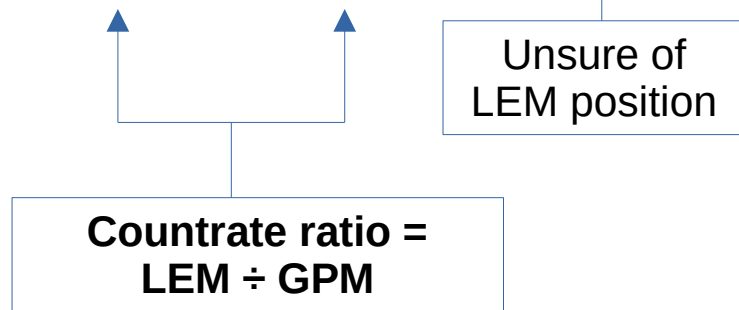 Unsure of
LEM position
Countrate ratio =
LEM ÷ GPM